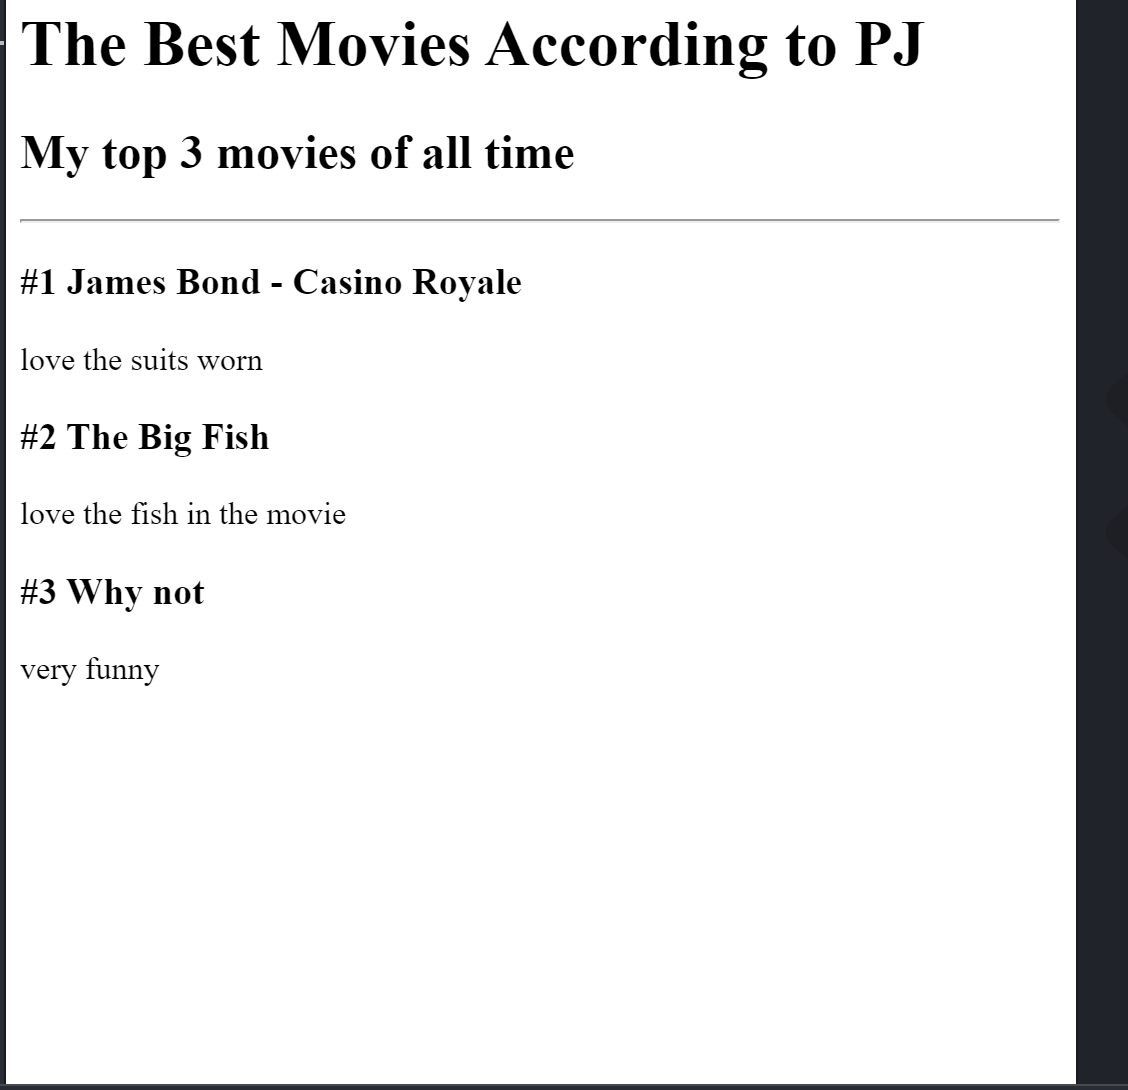 The Best Movies According to PJ
My top 3 movies of all time
#1 James Bond - Casino Royale
love the suits worn
#2 The Big Fish
love the fish in the movie
#3 Why not
very funny